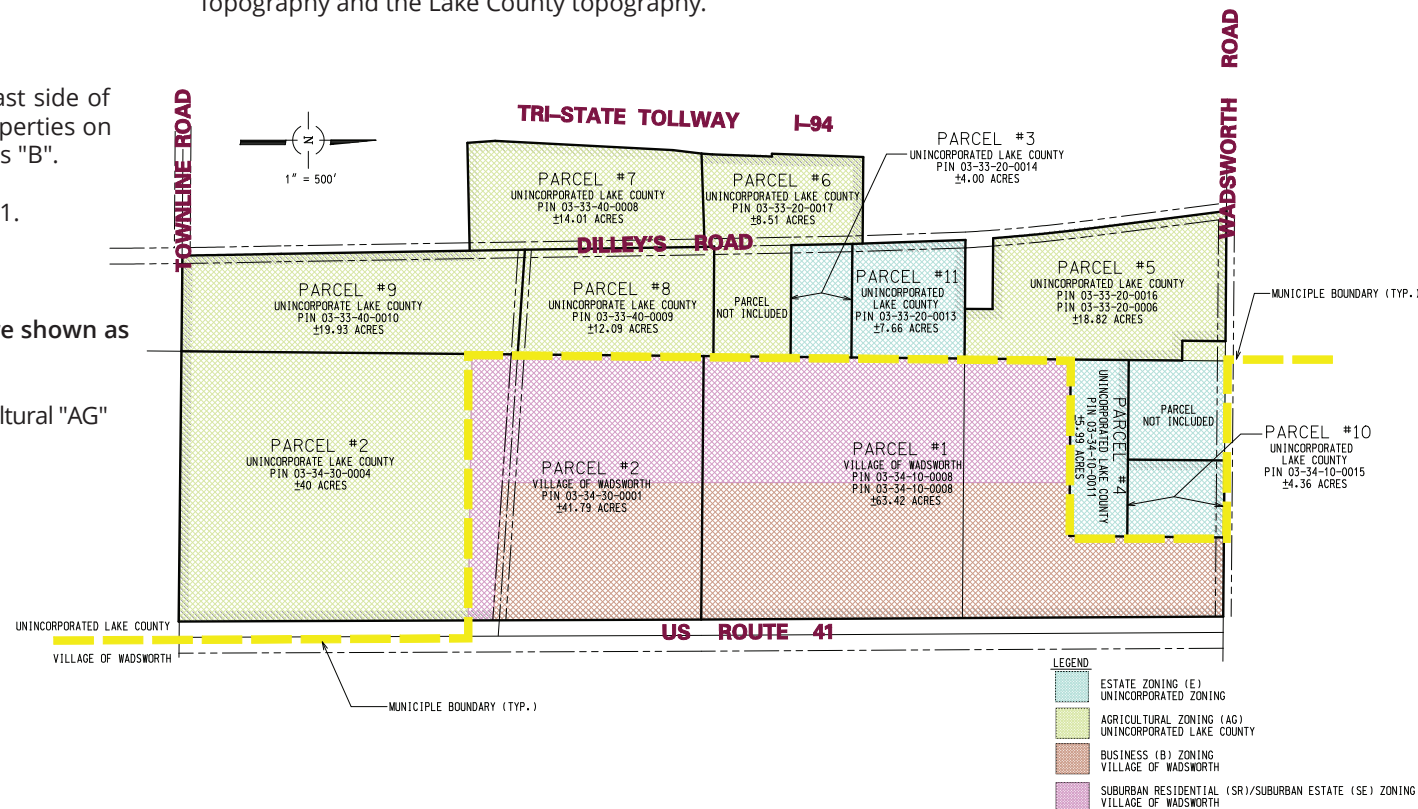 Topography and the Lake County topography.
ast side of
perties on
s "B".
1.
e shown as
ltural "AG"
TOWNLINE ROAD
N
1" = 500'
TRI-STATE TOLLWAY I-94
WADSWORTH ROAD
DILLEY'S ROAD
PARCEL #7
UNINCORPORATED LAKE COUNTY
PIN 03-33-40-0008
±14.01 ACRES
PARCEL #6
UNINCORPORATED LAKE COUNTY
PIN 03-33-20-0017
±8.51 ACRES
PARCEL #3
UNINCORPORATED LAKE COUNTY
PIN 03-33-20-0014
±4.00 ACRES
PARCEL #9
UNINCORPORATE LAKE COUNTY
PIN 03-33-40-0010
±19.93 ACRES
PARCEL #8
UNINCORPORATE LAKE COUNTY
PIN 03-33-40-0009
±12.09 ACRES
PARCEL
NOT INCLUDED
PARCEL #11
UNINCORPORATED
LAKE COUNTY
PIN 03-33-20-0013
±7.66 ACRES
PARCEL #5
UNINCORPORATED LAKE COUNTY
PIN 03-33-20-0016
PIN 03-33-20-0006
±18.82 ACRES
MUNICIPLE BOUNDARY (TYP.)
PARCEL #2
UNINCORPORATE LAKE COUNTY
PIN 03-34-30-0004
±40 ACRES
PARCEL #2
VILLAGE OF WADSWORTH
PIN 03-34-30-0001
±41.79 ACRES
PARCEL #1
VILLAGE OF WADSWORTH
PIN 03-34-10-0008
PIN 03-34-10-0008
±63.42 ACRES
PARCEL #4
UNINCORPORATED LAKE COUNTY
PIN 03-34-10-0011
±5.99 ACRES
PARCEL
NOT INCLUDED
PARCEL #10
UNINCORPORATED
LAKE COUNTY
PIN 03-34-10-0015
±4.36 ACRES
UNINCORPORATED LAKE COUNTY
VILLAGE OF WADSWORTH
US ROUTE 41
MUNICIPLE BOUNDARY (TYP.)
LEGEND
ESTATE ZONING (E)
UNINCORPORATED ZONING
AGRICULTURAL ZONING (AG)
UNINCORPORATED LAKE COUNTY
BUSINESS (B) ZONING
VILLAGE OF WADSWORTH
SUBURBAN RESIDENTIAL (SR)/SUBURBAN ESTATE (SE) ZONING
VILLAGE OF WADSWORTH